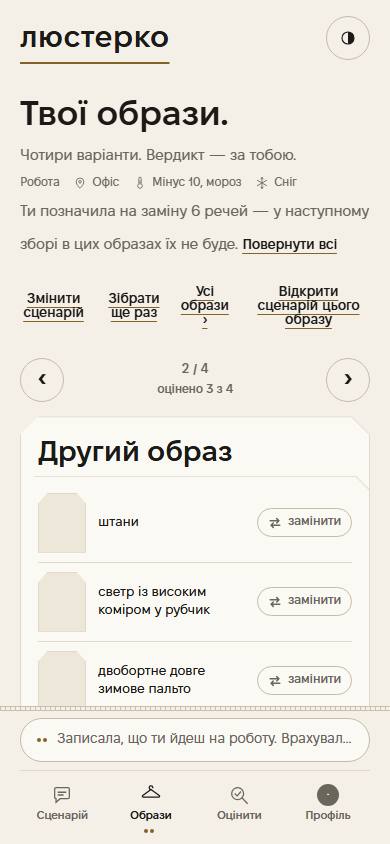 люстерко
Твої образи.
Чотири варіанти. Вердикт — за тобою.
Робота Офіс Мінус 10, мороз Сніг
Ти позначила на заміну 6 речей — у наступному
зборі в цих образах їх не буде. Повернути всі
Змінити
сценарій
Зібрати
ще раз
Усі
образи
›
Відкрити
сценарій цього
образу
‹
2 / 4
оцінено 3 з 4
›
Другий образ
штани
замінити
светр із високим
коміром у рубчик
замінити
двобортне довге
зимове пальто
замінити
Записала, що ти йдеш на роботу. Врахувал...
Сценарій
Образи
Оцінити
Профіль